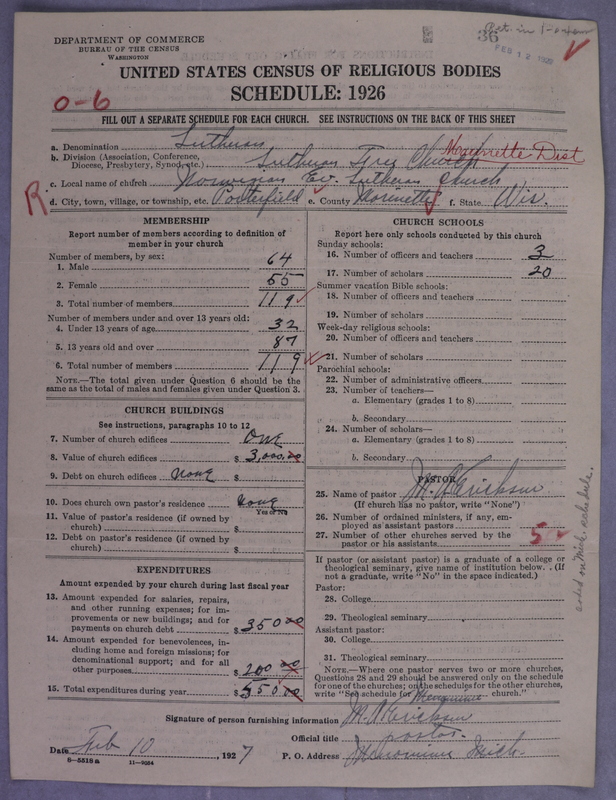 DEPARTMENT OF COMMERCE
BUREAU OF THE CENSUS
WASHINGTON
36
FEB 12
UNITED STATES CENSUS OF RELIGIOUS BODIES
SCHEDULE: 1926
0-6
FILL OUT A SEPARATE SCHEDULE FOR EACH CHURCH. SEE INSTRUCTIONS ON THE BACK OF THIS SHEET
a. Denomination Lutheran
b. Division (Association, Conference, Diocese, Presbytery, Synod, etc.) Lutheran Free Church Marinette Dist
c. Local name of church Norwegian Ev. Lutheran Church
R
d. City, town, village, or township, etc. Porterfield e. County Marinette f. State Wis.
MEMBERSHIP
Report number of members according to definition of member in your church
Number of members, by sex:
1. Male 64
2. Female 55
3. Total number of members 119
Number of members under and over 13 years old:
4. Under 13 years of age 32
5. 13 years old and over 87
6. Total number of members 119
NOTE.—The total given under Question 6 should be the same as the total of males and females given under Question 3.
CHURCH BUILDINGS
See instructions, paragraphs 10 to 12
7. Number of church edifices One
8. Value of church edifices $ 3,000.00
9. Debt on church edifices None $
10. Does church own pastor's residence None
Yes or No
11. Value of pastor's residence (if owned by church) $
12. Debt on pastor's residence (if owned by church) $
EXPENDITURES
Amount expended by your church during last fiscal year
13. Amount expended for salaries, repairs, and other running expenses; for improvements or new buildings; and for payments on church debt $ 350 00
14. Amount expended for benevolences, including home and foreign missions; for denominational support; and for all other purposes $ 200 00
15. Total expenditures during year $ 550 00
CHURCH SCHOOLS
Report here only schools conducted by this church
Sunday schools:
16. Number of officers and teachers 3
17. Number of scholars 20
Summer vacation Bible schools:
18. Number of officers and teachers
19. Number of scholars
Week-day religious schools:
20. Number of officers and teachers
21. Number of scholars
Parochial schools:
22. Number of administrative officers
23. Number of teachers—
a. Elementary (grades 1 to 8)
b. Secondary
24. Number of scholars—
a. Elementary (grades 1 to 8)
b. Secondary
PASTOR
25. Name of pastor M. A. Erickson
(If church has no pastor, write "None")
26. Number of ordained ministers, if any, employed as assistant pastors
27. Number of other churches served by the pastor or his assistants 5
If pastor (or assistant pastor) is a graduate of a college or theological seminary, give name of institution below. (If not a graduate, write "No" in the space indicated.)
Pastor:
28. College
29. Theological seminary
Assistant pastor:
30. College
31. Theological seminary
NOTE.—Where one pastor serves two or more churches, Questions 28 and 29 should be answered only on the schedule for one of the churches; on the schedules for the other churches, write "See schedule for Menominee church."
on Mich. schedule.
Signature of person furnishing information M. A. Erickson
Official title pastor.
Date Feb 10, 1927 P. O. Address Menominee Mich.
6—5518 a 11—9084